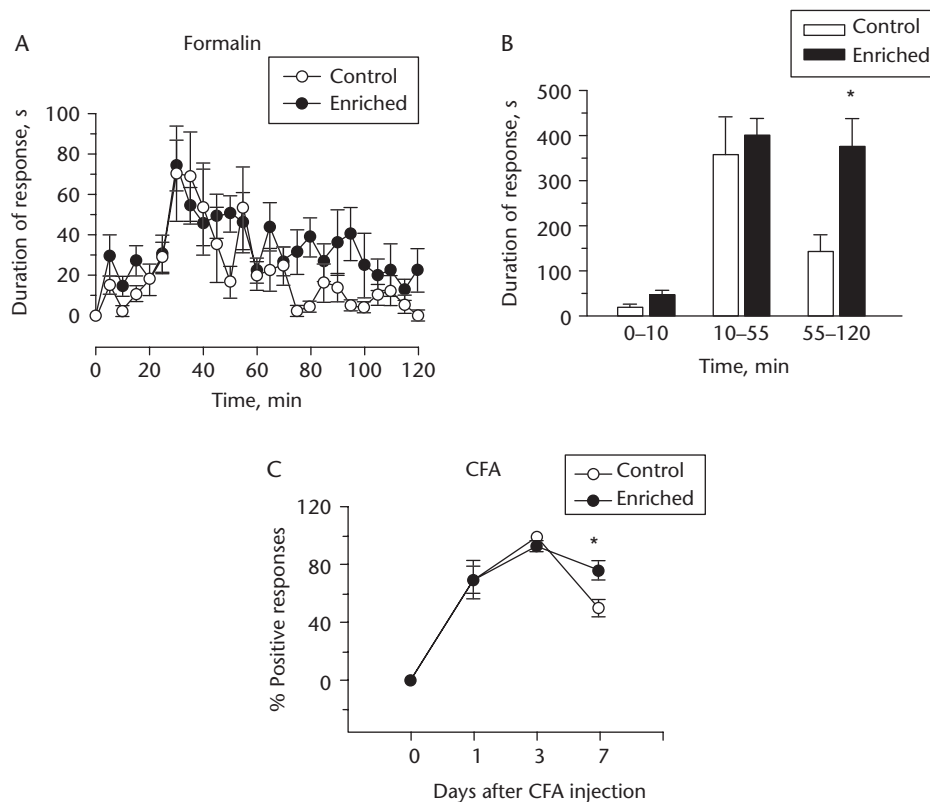 A
Formalin
Control
Enriched
Duration of response, s
100
80
60
40
20
0
0 20 40 60 80 100 120
Time, min
B
Control
Enriched
Duration of response, s
500
400
300
200
100
0
*
0–10 10–55 55–120
Time, min
C
CFA
Control
Enriched
% Positive responses
120
80
40
0
*
0 1 3 7
Days after CFA injection